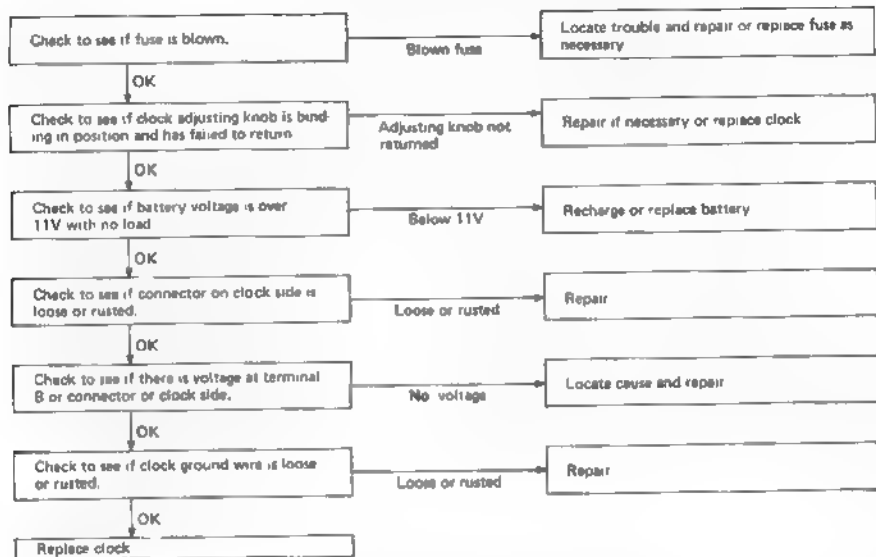 Check to see if fuse is blown.
Blown fuse
Locate trouble and repair or replace fuse as
necessary
OK
Check to see if clock adjusting knob is bind-
ing in position and has failed to return
Adjusting knob not
returned
Repair if necessary or replace clock
OK
Check to see if battery voltage is over
11V with no load
Below 11V
Recharge or replace battery
OK
Check to see if connector on clock side is
loose or rusted.
Loose or rusted
Repair
OK
Check to see if there is voltage at terminal
B or connector or clock side.
No voltage
Locate cause and repair
OK
Check to see if clock ground wire is loose
or rusted.
Loose or rusted
Repair
OK
Replace clock